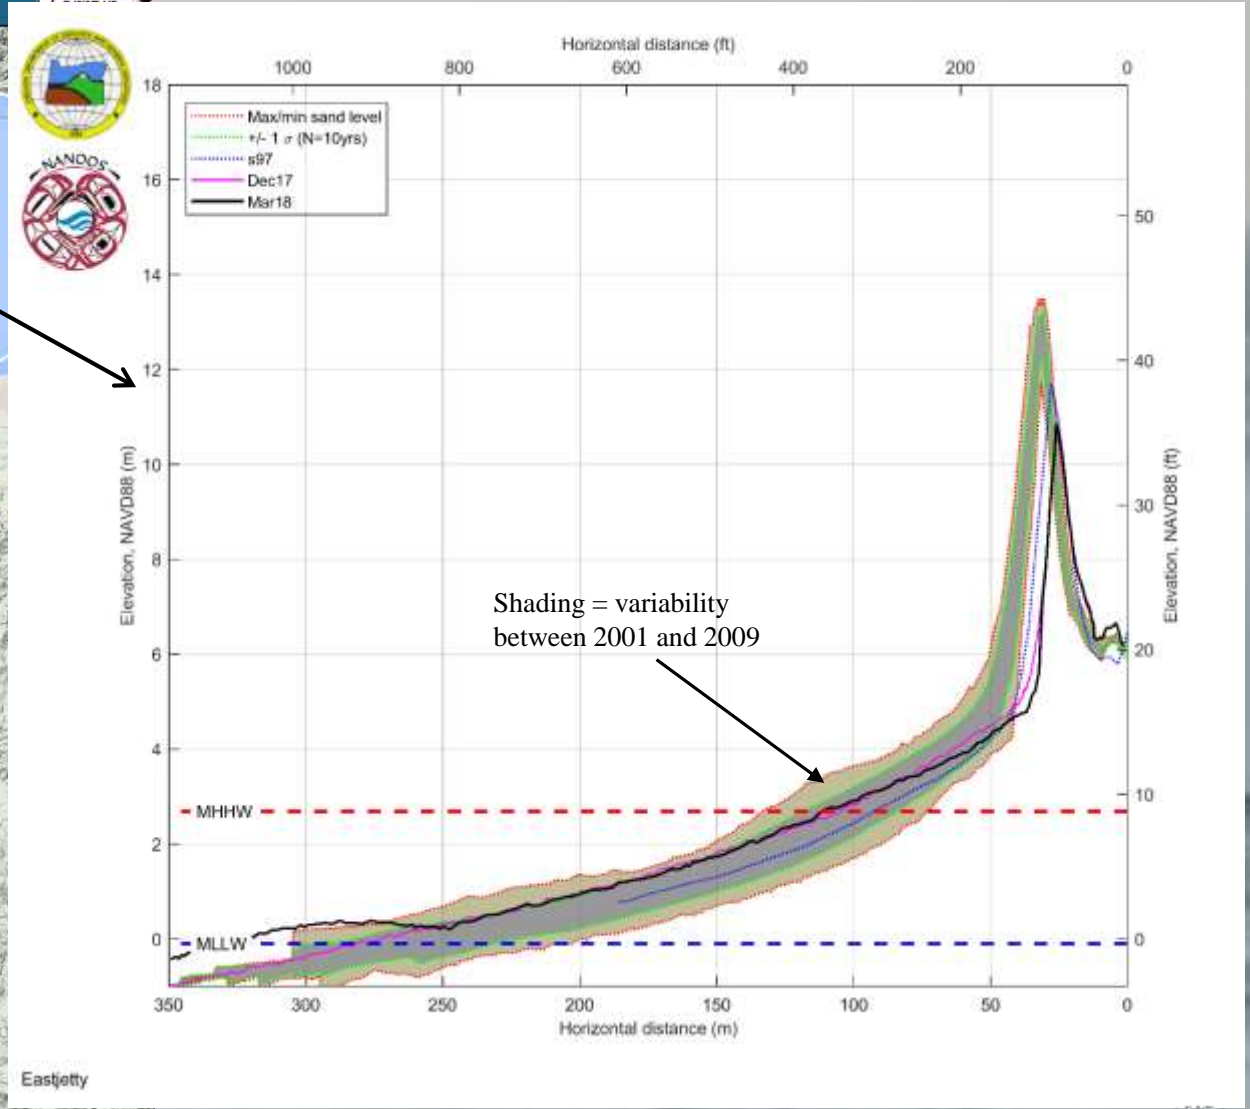 NANOOS
Horizontal distance (ft)
1000 800 600 400 200 0
18
16
14
12
10
8
6
4
2
0
Max/min sand level
+/- 1 σ (N=10yrs)
s97
Dec17
Mar18
50
40
30
20
10
0
Elevation, NAVD88 (m)
Elevation, NAVD88 (ft)
Shading = variability
between 2001 and 2009
MHHW
MLLW
350 300 250 200 150 100 50 0
Horizontal distance (m)
Eastjetty